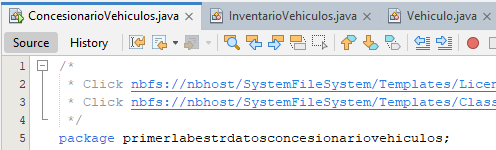 ConcesionarioVehiculos.java InventarioVehiculos.java Vehiculo.java
Source History
1 /*
2 * Click nbfs://nbhost/SystemFileSystem/Templates/Licen
3 * Click nbfs://nbhost/SystemFileSystem/Templates/Class
4 */
5 package primerlabestrdatosconcesionariovehiculos;